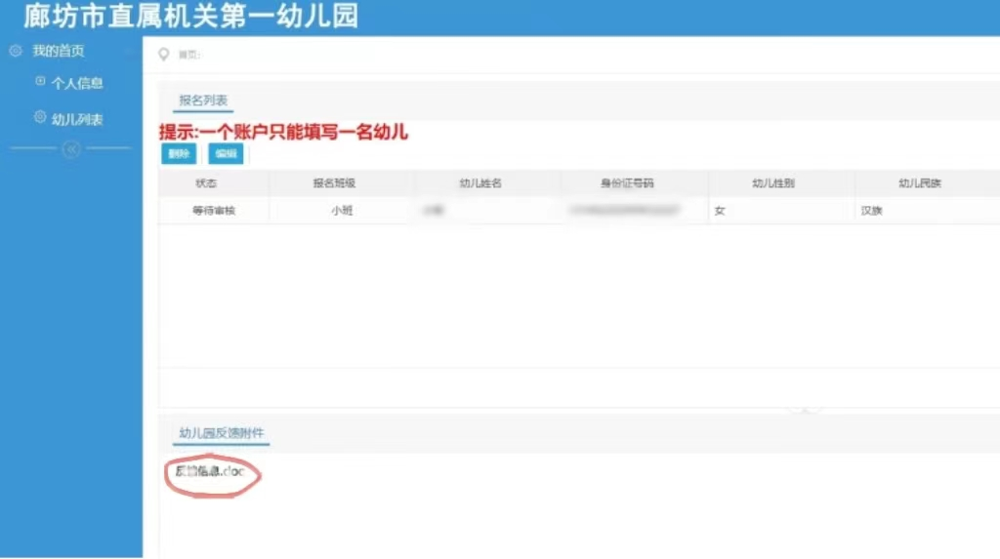 廊坊市直属机关第一幼儿园
我的首页
首页:
个人信息
幼儿列表
报名列表
提示:一个账户只能填写一名幼儿
删除 编辑
状态 报名班级 幼儿姓名 身份证号码 幼儿性别 幼儿民族
等待审核 小班 女 汉族
幼儿园反馈附件
反馈信息.doc